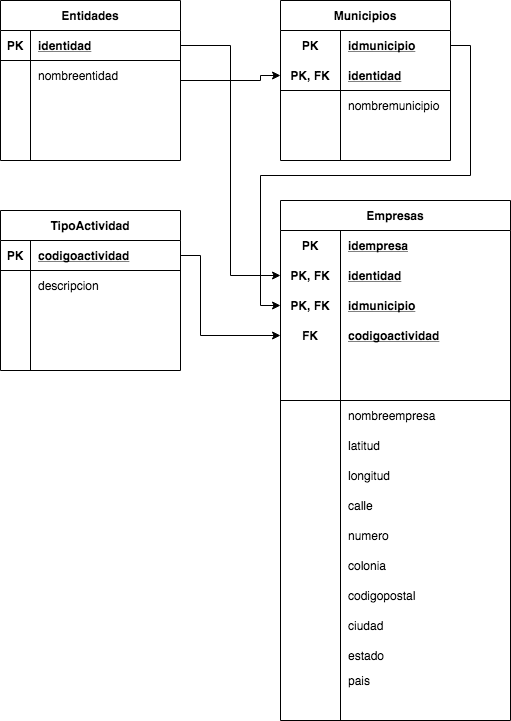 Entidades
PK identidad
nombreentidad
Municipios
PK idmunicipio
PK, FK identidad
nombremunicipio
TipoActividad
PK codigoactividad
descripcion
Empresas
PK idempresa
PK, FK identidad
PK, FK idmunicipio
FK codigoactividad
nombreempresa
latitud
longitud
calle
numero
colonia
codigopostal
ciudad
estado
pais